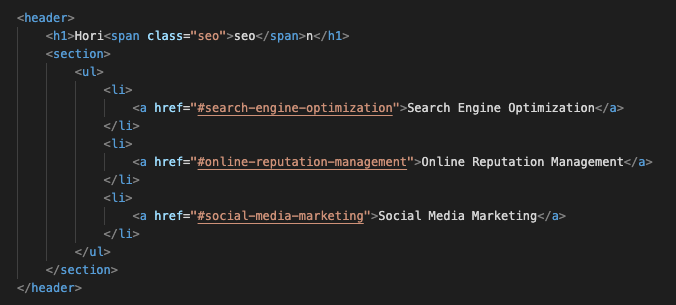 <header>
<h1>Hori<span class="seo">seo</span>n</h1>
<section>
<ul>
<li>
<a href="#search-engine-optimization">Search Engine Optimization</a>
</li>
<li>
<a href="#online-reputation-management">Online Reputation Management</a>
</li>
<li>
<a href="#social-media-marketing">Social Media Marketing</a>
</li>
</ul>
</section>
</header>